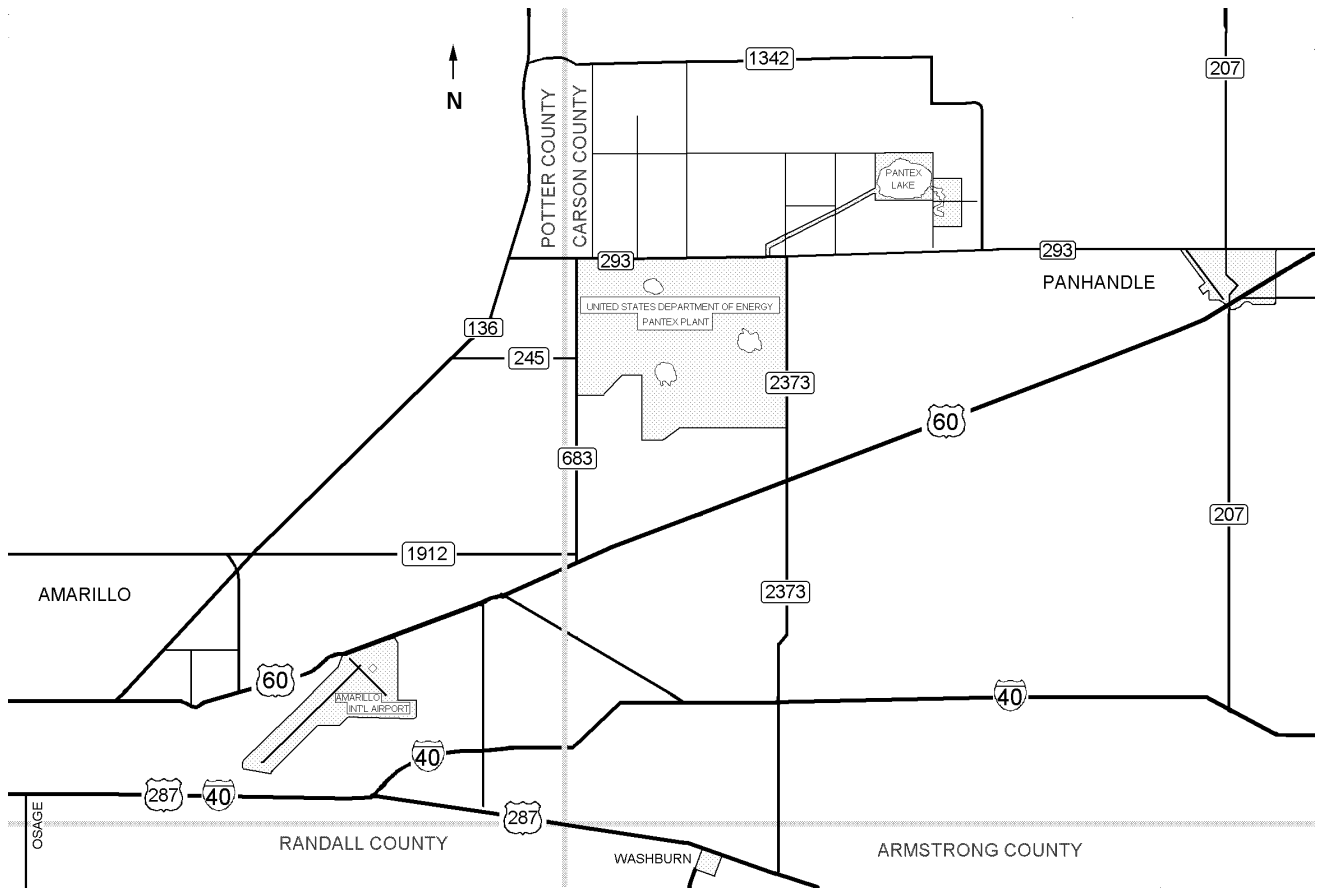 1342
207
N
POTTER COUNTY
CARSON COUNTY
PANTEX
LAKE
293
293
PANHANDLE
UNITED STATES DEPARTMENT OF ENERGY
PANTEX PLANT
136
245
2373
60
683
207
1912
AMARILLO
2373
60
AMARILLO
INT'L AIRPORT
40
40
287
40
287
OSAGE
RANDALL COUNTY
WASHBURN
ARMSTRONG COUNTY